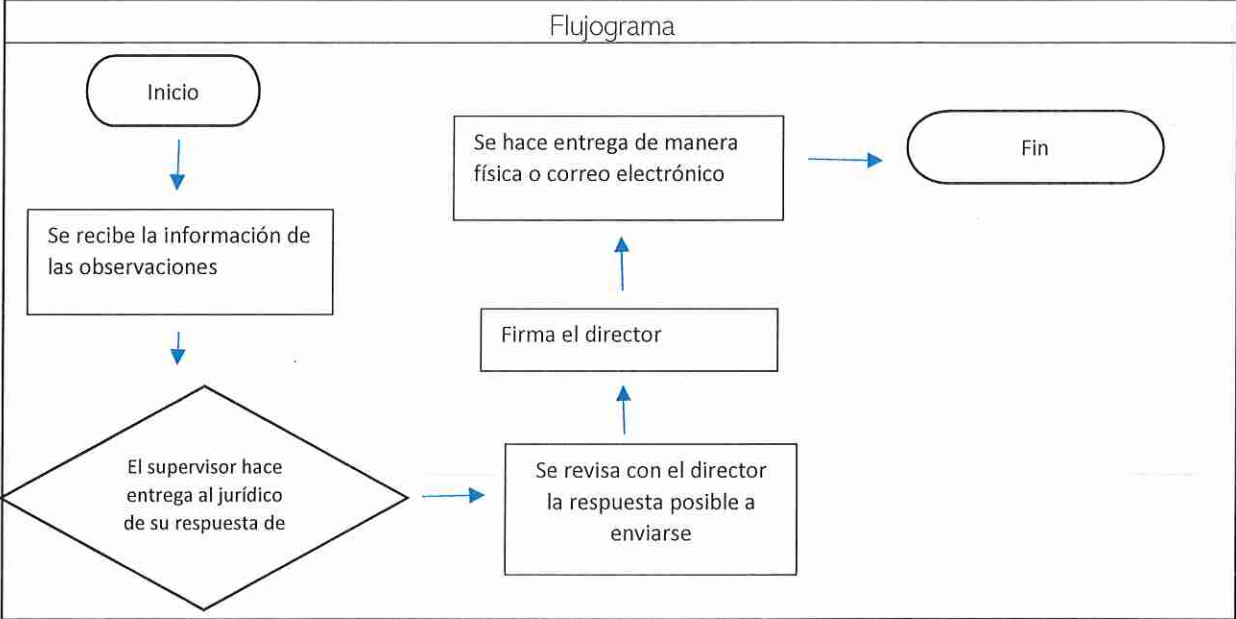 Flujograma
Inicio
Se recibe la información de
las observaciones
El supervisor hace
entrega al jurídico
de su respuesta de
Se revisa con el director
la respuesta posible a
enviarse
Firma el director
Se hace entrega de manera
física o correo electrónico
Fin